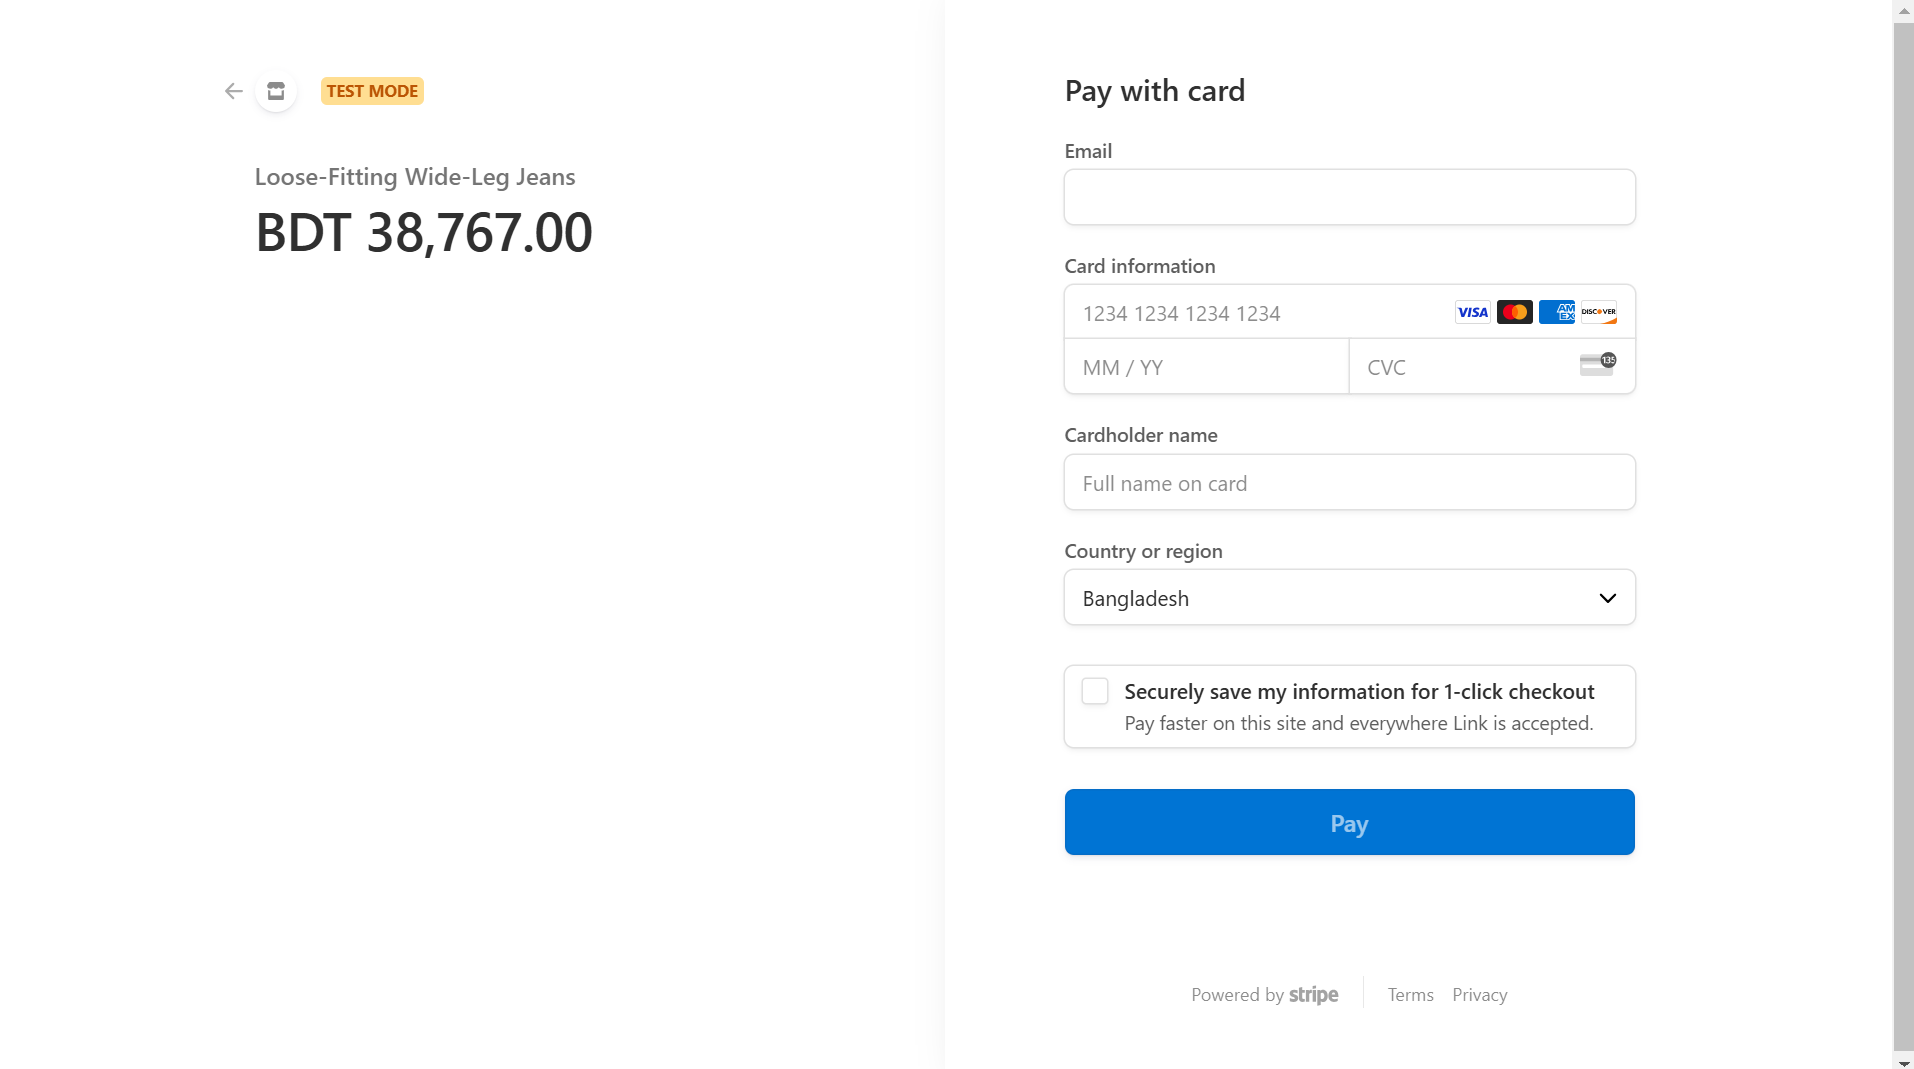 TEST MODE
Loose-Fitting Wide-Leg Jeans
BDT 38,767.00
Pay with card
Email
Card information
1234 1234 1234 1234
VISA
AM
EX
DISCOVER
MM / YY
CVC
135
Cardholder name
Full name on card
Country or region
Bangladesh
Securely save my information for 1-click checkout
Pay faster on this site and everywhere Link is accepted.
Pay
Powered by stripe
Terms
Privacy